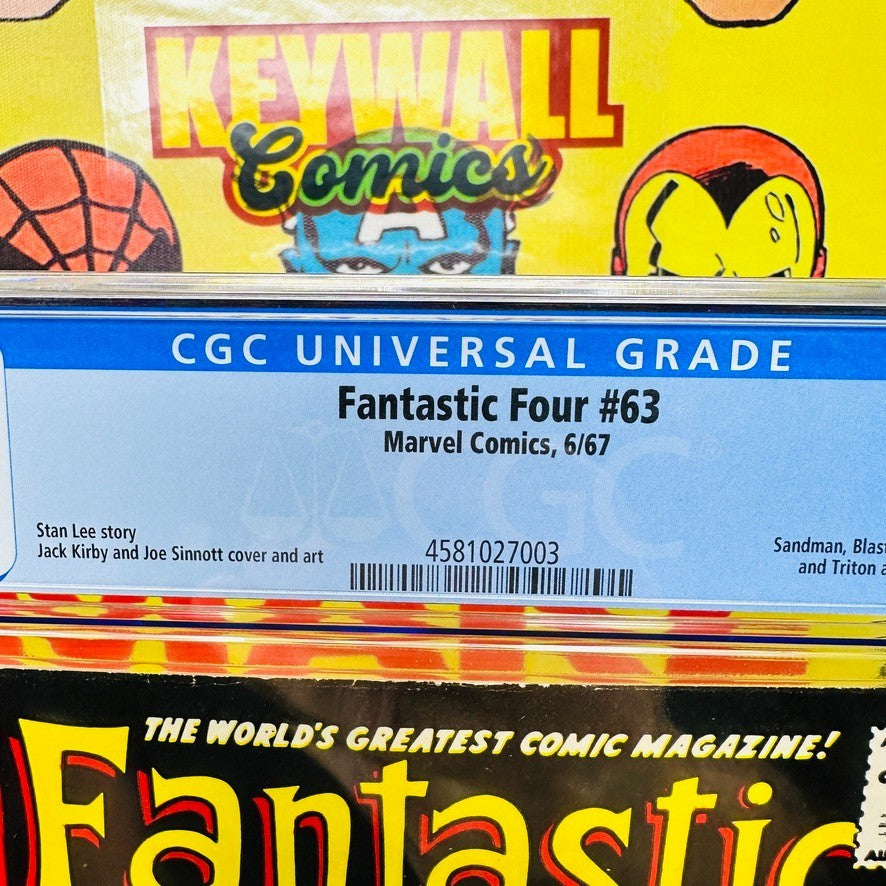 KEYWALL
Comics
A
CGC UNIVERSAL GRADE
Fantastic Four #63
Marvel Comics, 6/67
Stan Lee story
Jack Kirby and Joe Sinnott cover and art
4581027003
Sandman, Blast
and Triton a
THE WORLD'S GREATEST COMIC MAGAZINE!
Fantastic